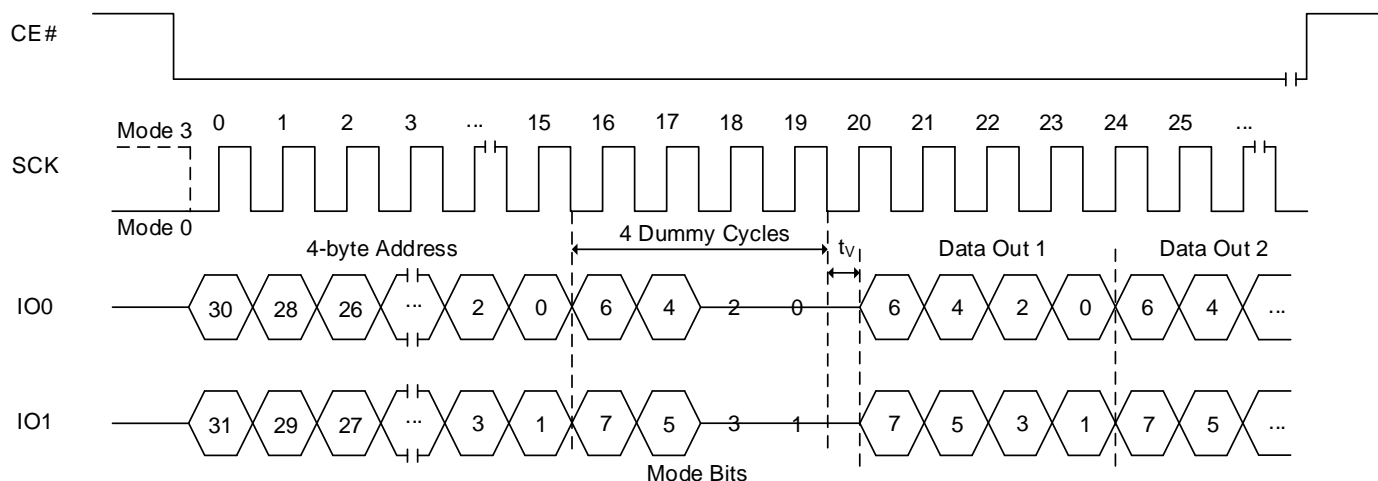 CE#
0 1 2 3 ... 15 16 17 18 19 20 21 22 23 24 25 ...
Mode 3
SCK
Mode 0
4-byte Address 4 Dummy Cycles tV Data Out 1 Data Out 2
IO0 30 28 26 ... 2 0 6 4 2 0 6 4 2 0 6 4 ...
IO1 31 29 27 ... 3 1 7 5 3 1 7 5 3 1 7 5 ...
Mode Bits